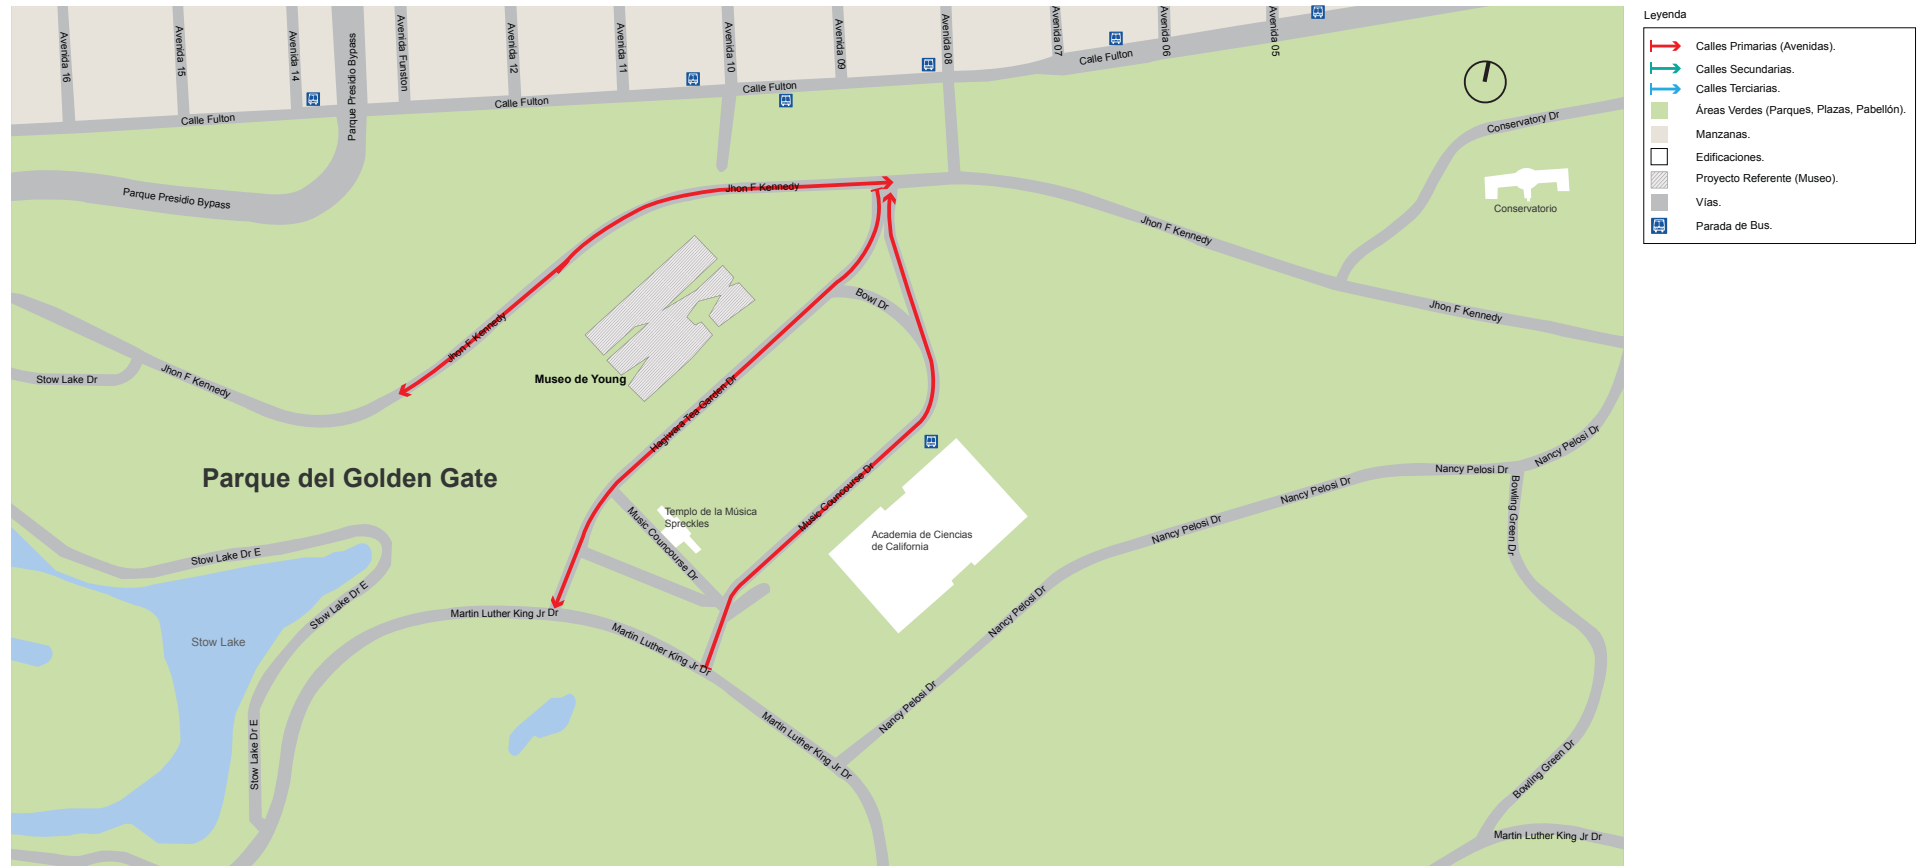 Avenida 16
Avenida 15
Avenida 14
Parque Presidio Bypass
Avenida Funston
Avenida 12
Avenida 11
Avenida 10
Avenida 09
Avenida 08
Avenida 07
Avenida 06
Avenida 05
Calle Fulton
Calle Fulton
Calle Fulton
Calle Fulton
Parque Presidio Bypass
Jhon F Kennedy
Jhon F Kennedy
Jhon F Kennedy
Jhon F Kennedy
Jhon F Kennedy
Conservatory Dr
Conservatorio
Bowl Dr
Stow Lake Dr
Museo de Young
Hagiwara Tea Garden Dr
Parque del Golden Gate
Music Councourse Dr
Templo de la Música
Spreckles
Music Councourse Dr
Academia de Ciencias
de California
Nancy Pelosi Dr
Nancy Pelosi Dr
Nancy Pelosi Dr
Nancy Pelosi Dr
Nancy Pelosi Dr
Nancy Pelosi Dr
Bowling Green Dr
Bowling Green Dr
Stow Lake Dr E
Stow Lake Dr E
Stow Lake Dr E
Stow Lake
Martin Luther King Jr Dr
Martin Luther King Jr Dr
Martin Luther King Jr Dr
Martin Luther King Jr Dr
Leyenda
Calles Primarias (Avenidas).
Calles Secundarias.
Calles Terciarias.
Áreas Verdes (Parques, Plazas, Pabellón).
Manzanas.
Edificaciones.
Proyecto Referente (Museo).
Vías.
Parada de Bus.